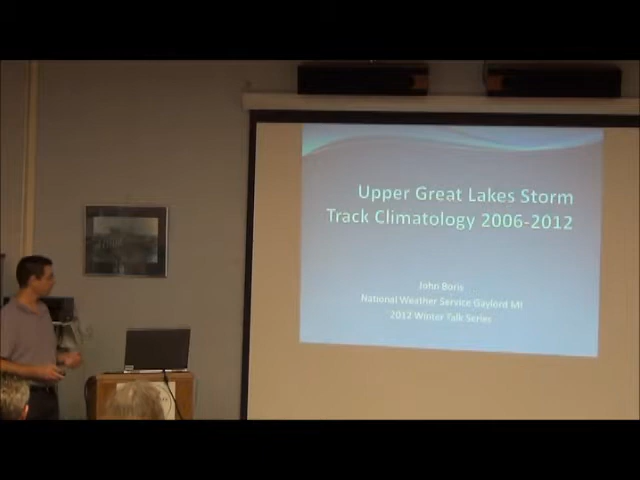 Upper Great Lakes Storm
Track Climatology 2006-2012
John Boris
National Weather Service Gaylord MI
2012 Winter Talk Series